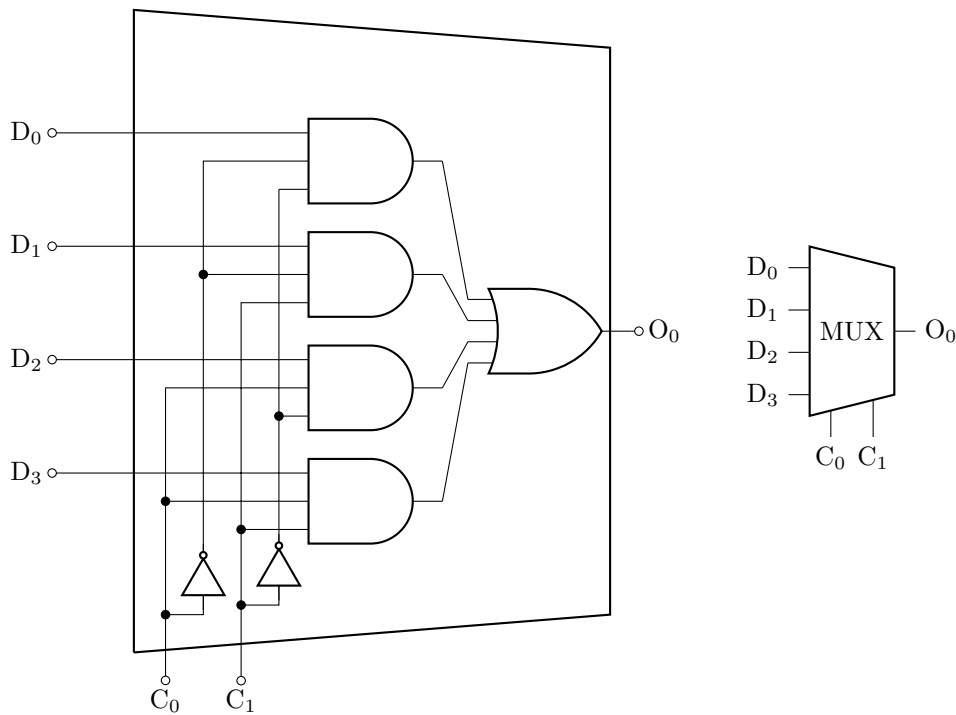 D₀
D₁
D₂
D₃
C₀ C₁
O₀
D₀
D₁
D₂
D₃
MUX
O₀
C₀ C₁